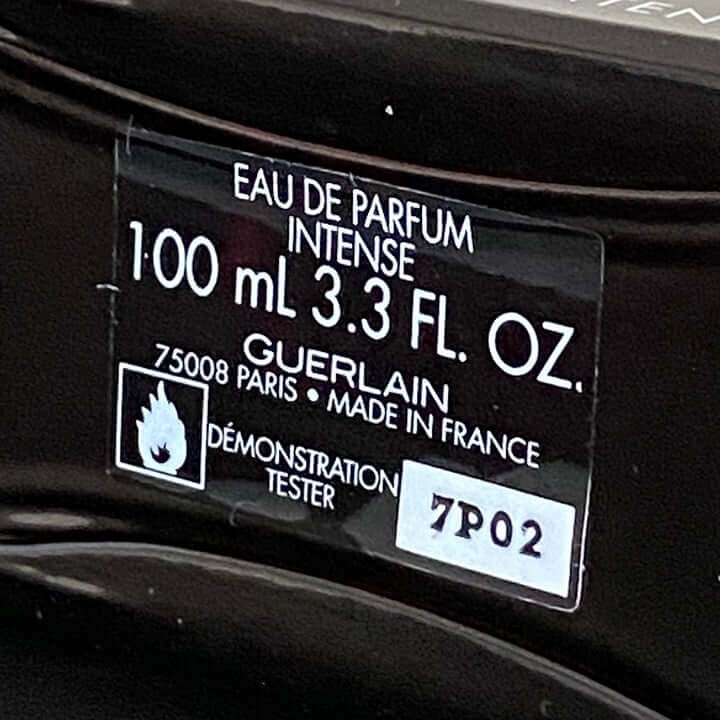 EAU DE PARFUM
INTENSE
100 mL 3.3 FL. OZ.
GUERLAIN
75008 PARIS • MADE IN FRANCE
DÉMONSTRATION
TESTER
7P02